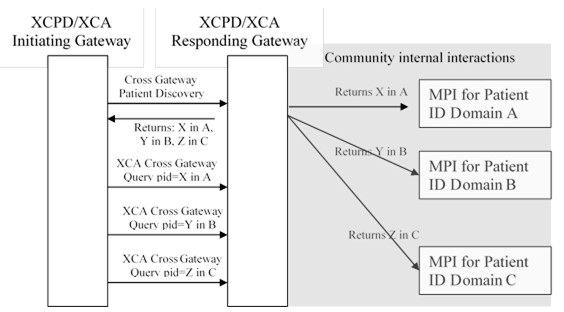 XCPD/XCA
Initiating Gateway
XCPD/XCA
Responding Gateway
Community internal interactions
Cross Gateway
Patient Discovery
Returns: X in A,
Y in B, Z in C
XCA Cross Gateway
Query pid=X in A
XCA Cross Gateway
Query pid=Y in B
XCA Cross Gateway
Query pid=Z in C
Returns X in A
MPI for Patient
ID Domain A
Returns Y in B
MPI for Patient
ID Domain B
Returns Z in C
MPI for Patient
ID Domain C